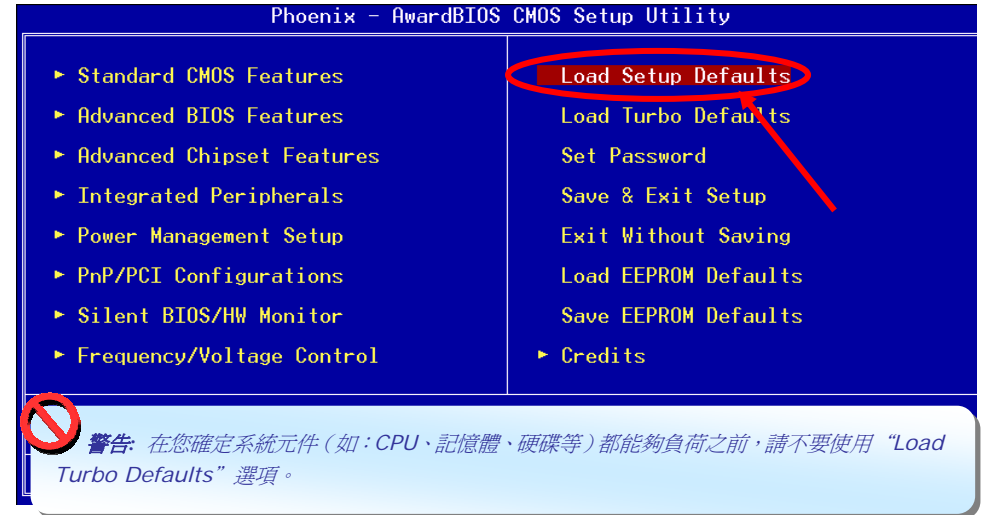 Phoenix - AwardBIOS CMOS Setup Utility
► Standard CMOS Features
► Advanced BIOS Features
► Advanced Chipset Features
► Integrated Peripherals
► Power Management Setup
► PnP/PCI Configurations
► Silent BIOS/HW Monitor
► Frequency/Voltage Control
Load Setup Defaults
Load Turbo Defaults
Set Password
Save & Exit Setup
Exit Without Saving
Load EEPROM Defaults
Save EEPROM Defaults
► Credits
警告: 在您確定系統元件（如：CPU、記憶體、硬碟等）都能夠負荷之前，請不要使用 “Load
Turbo Defaults” 選項。